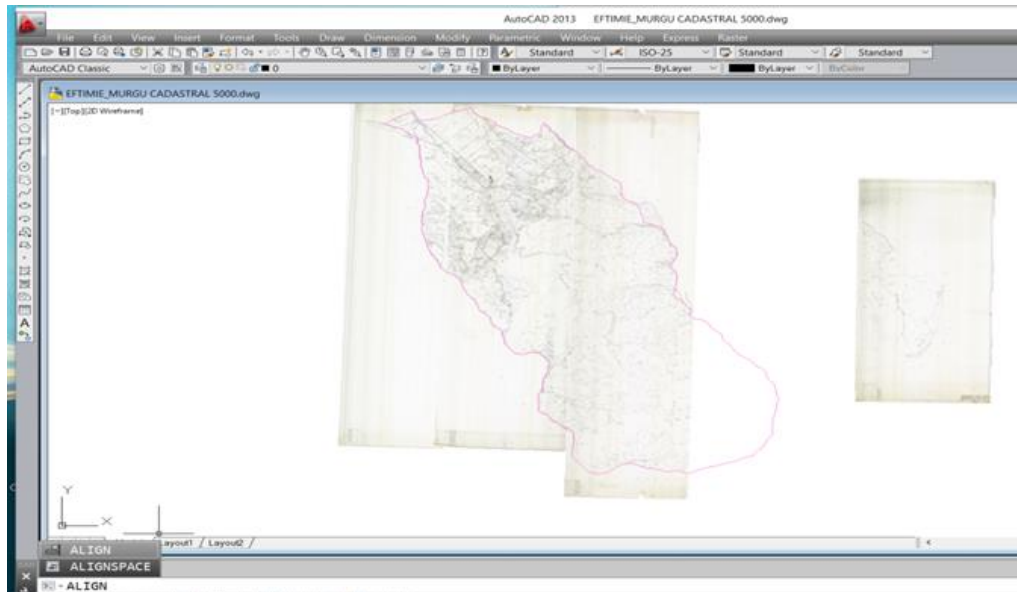 AutoCAD 2013 EFTIMIE_MURGU CADASTRAL 5000.dwg
File Edit View Insert Format Tools Draw Dimension Modify Parametric Window Help Express Raster
Standard ISO-25 Standard Standard
AutoCAD Classic 0 ByLayer ByLayer ByLayer ByColor
EFTIMIE_MURGU CADASTRAL 5000.dwg
[-][Top][2D Wireframe]
A
Y
X
Layout1 / Layout2 /
ALIGN
ALIGNSPACE
ALIGN